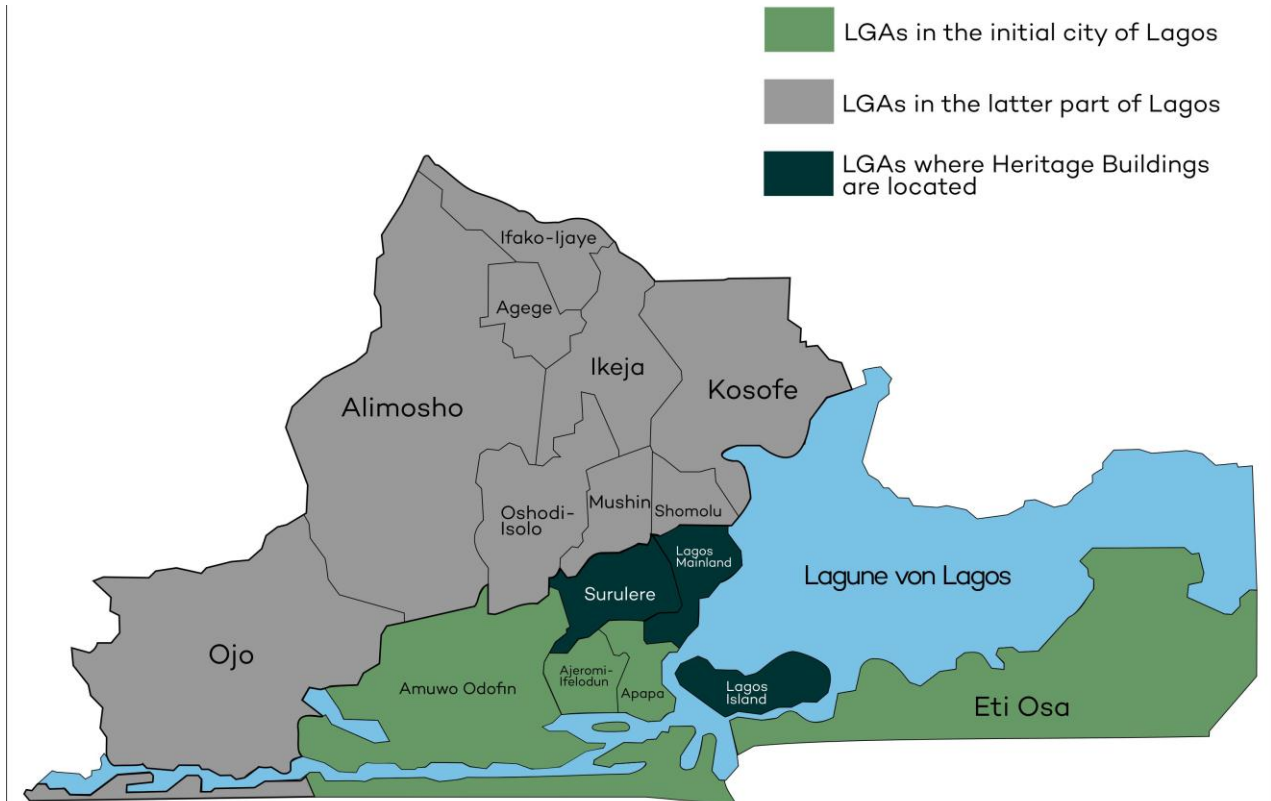 LGAs in the initial city of Lagos
LGAs in the latter part of Lagos
LGAs where Heritage Buildings
are located
Ifako-Ijaye
Agege
Ikeja
Kosofe
Alimosho
Oshodi-
Isolo
Mushin
Shomolu
Lagos
Mainland
Surulere
Lagune von Lagos
Ojo
Amuwo Odofin
Ajeromi-
Ifelodun
Apapa
Lagos
Island
Eti Osa